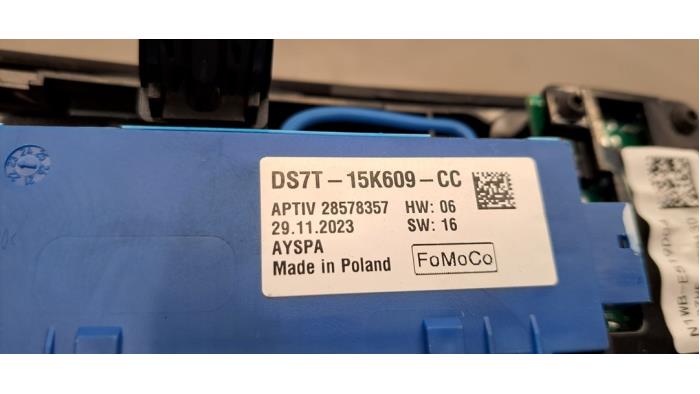 DS7T-15K609-CC
APTIV 28578357 HW: 06
29.11.2023 SW: 16
AYSPA
Made in Poland FoMoCo